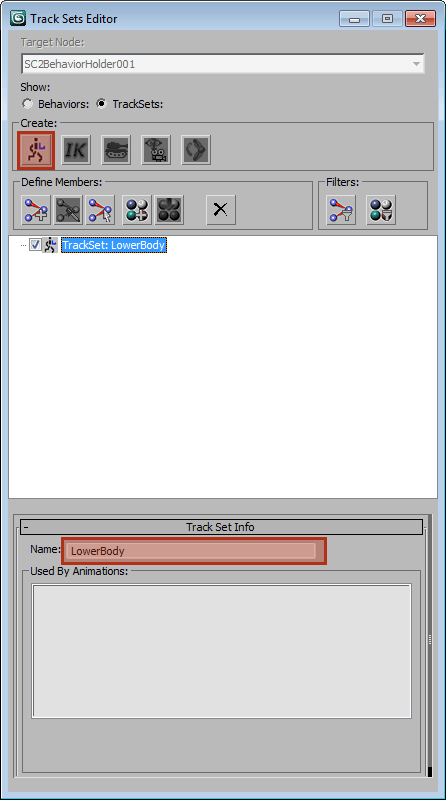 Track Sets Editor
Target Node:
SC2BehaviorHolder001
Show:
Behaviors: TrackSets:
Create:
IK
Define Members: Filters:
TrackSet: LowerBody
- Track Set Info
Name: LowerBody
Used By Animations: